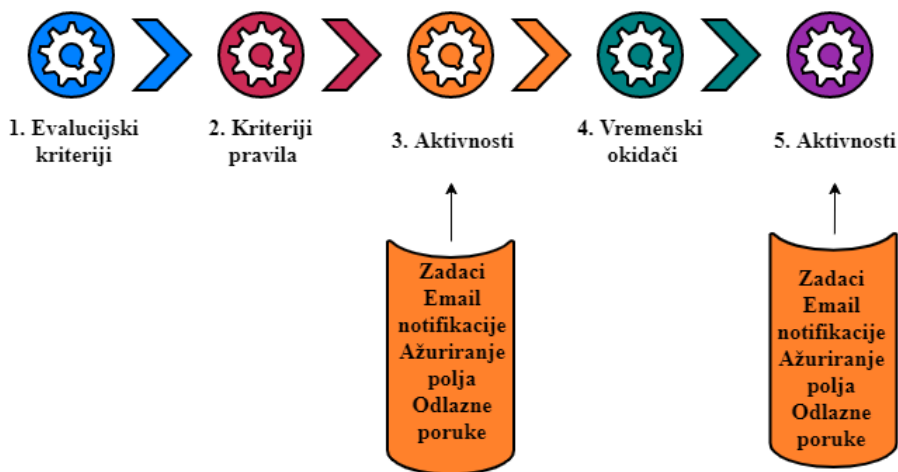 1. Evalucijski
kriteriji
2. Kriteriji
pravila
3. Aktivnosti
4. Vremenski
okidači
5. Aktivnosti
Zadaci
Email
notifikacije
Ažuriranje
polja
Odlazne
poruke
Zadaci
Email
notifikacije
Ažuriranje
polja
Odlazne
poruke